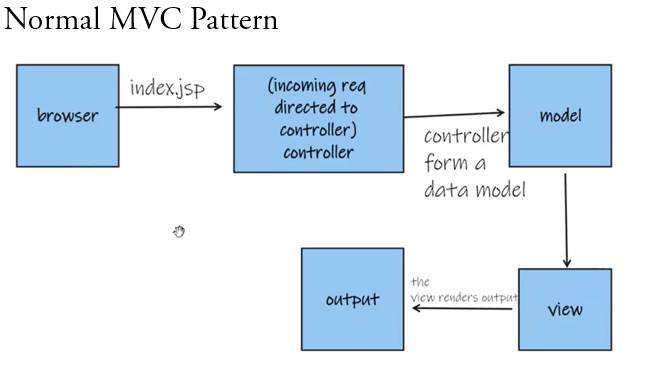 Normal MVC Pattern
browser
index.jsp
(incoming req
directed to
controller)
controller
controller
form a
data model
model
output
the
view renders output
view